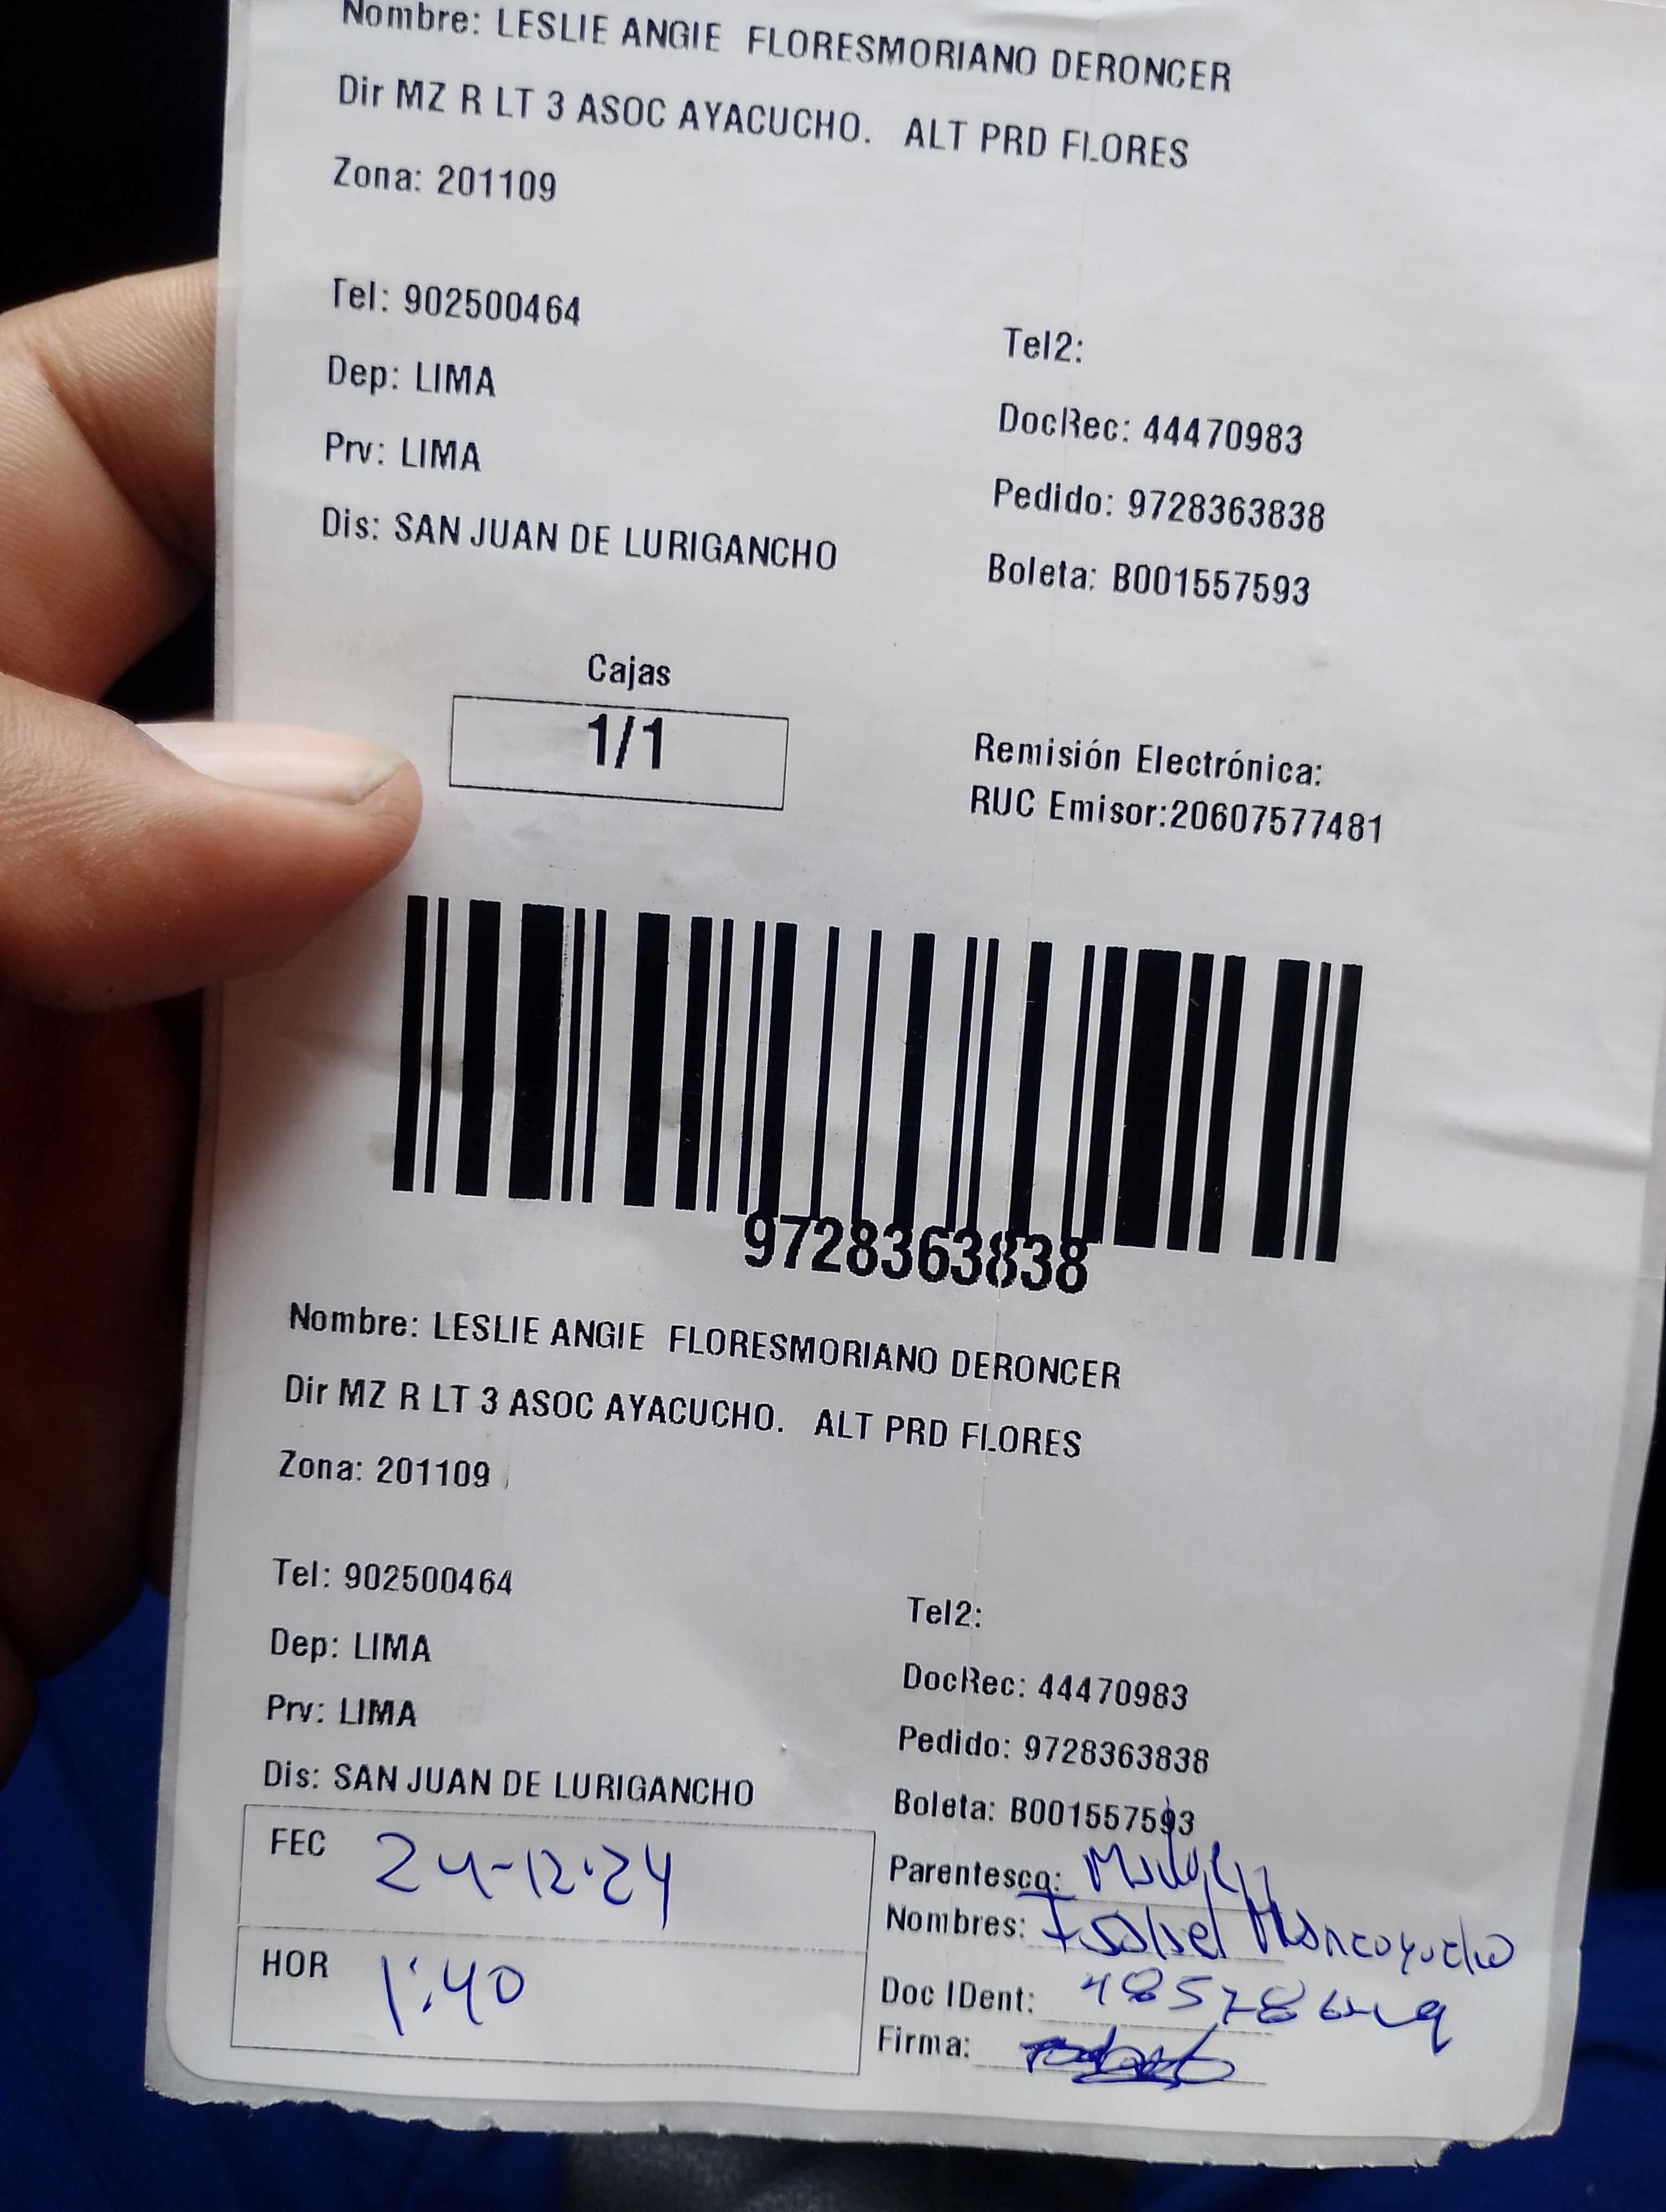 Nombre: LESLIE ANGIE FLORESMORIANO DERONCER
Dir MZ R LT 3 ASOC AYACUCHO. ALT PRD FLORES
Zona: 201109
Tel: 902500464
Tel2:
Dep: LIMA
DocRec: 44470983
Prv: LIMA
Pedido: 9728363838
Dis: SAN JUAN DE LURIGANCHO
Boleta: B001557593
Cajas
1/1
Remisión Electrónica:
RUC Emisor:20607577481
9728363838
Nombre: LESLIE ANGIE FLORESMORIANO DERONCER
Dir MZ R LT 3 ASOC AYACUCHO. ALT PRD FLORES
Zona: 201109
Tel: 902500464
Tel2:
Dep: LIMA
DocRec: 44470983
Prv: LIMA
Pedido: 9728363838
Dis: SAN JUAN DE LURIGANCHO
Boleta: B001557593
FEC 24-12-24
Parentesco:
Nombres: Isabel
HOR 1:40
Doc IDent:
Firma: